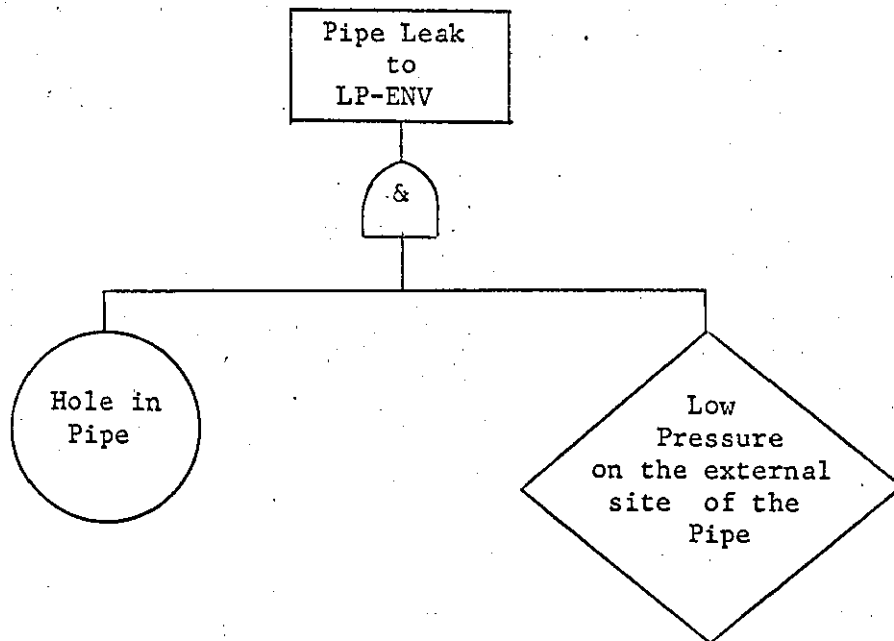 Pipe Leak
to
LP-ENV
&
Hole in
Pipe
Low
Pressure
on the external
site of the
Pipe